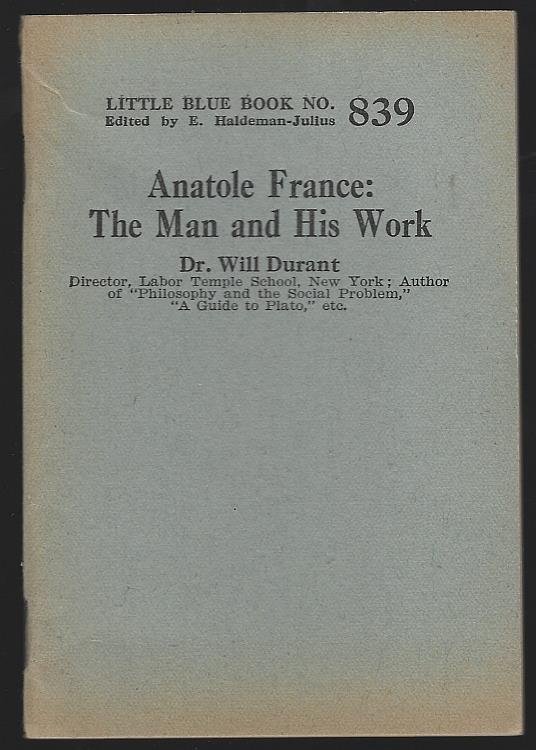 LITTLE BLUE BOOK NO. 839
Edited by E. Haldeman-Julius
Anatole France:
The Man and His Work
Dr. Will Durant
Director, Labor Temple School, New York; Author
of "Philosophy and the Social Problem,"
"A Guide to Plato," etc.